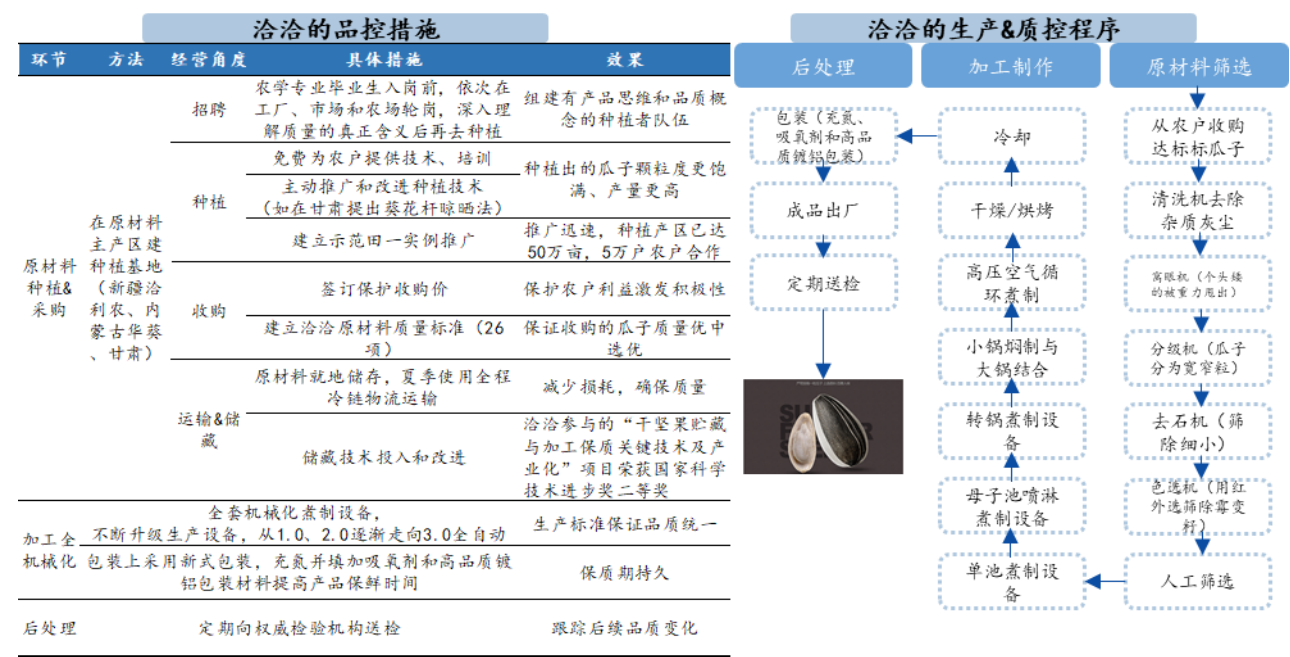 洽洽的品控措施
环节
方法
经营角度
具体措施
效果
原材料
种植&
采购
在原材料
主产区建
种植基地
（新疆洽
利农、内
蒙古华葵
、甘肃）
招聘
农学专业毕业生入岗前，依次在
工厂、市场和农场轮岗，深入理
解质量的真正含义后再去种植
组建有产品思维和品质概
念的种植者队伍
种植
免费为农户提供技术、培训
主动推广和改进种植技术
（如在甘肃提出葵花杆晾晒法）
种植出的瓜子颗粒度更饱
满、产量更高
建立示范田一实例推广
推广迅速，种植产区已达
50万亩，5万户农户合作
收购
签订保护收购价
保护农户利益激发积极性
建立洽洽原材料质量标准（26
项）
保证收购的瓜子质量优中
选优
运输&储
藏
原材料就地储存，夏季使用全程
冷链物流运输
减少损耗，确保质量
储藏技术投入和改进
洽洽参与的“干坚果贮藏
与加工保质关键技术及产
业化”项目荣获国家科学
技术进步奖二等奖
加工全
机械化
全套机械化煮制设备，
不断升级生产设备，从1.0、2.0逐渐走向3.0全自动
生产标准保证品质统一
包装上采用新式包装，充氮并填加吸氧剂和高品质镀
铝包装材料提高产品保鲜时间
保质期持久
后处理
定期向权威检验机构送检
跟踪后续品质变化
洽洽的生产&质控程序
后处理
加工制作
原材料筛选
包装（充氮、
吸氧剂和高品
质镀铝包装）
成品出厂
定期送检
冷却
干燥/烘烤
高压空气循
环煮制
小锅焖制与
大锅结合
转锅煮制设
备
母子池喷淋
煮制设备
单池煮制设
备
从农户收购
达标标瓜子
清洗机去除
杂质灰尘
窝眼机（个头矮
的被重力甩出）
分级机（瓜子
分为宽窄粒）
去石机（筛
除细小）
色选机（用红
外选筛除霉变
籽）
人工筛选